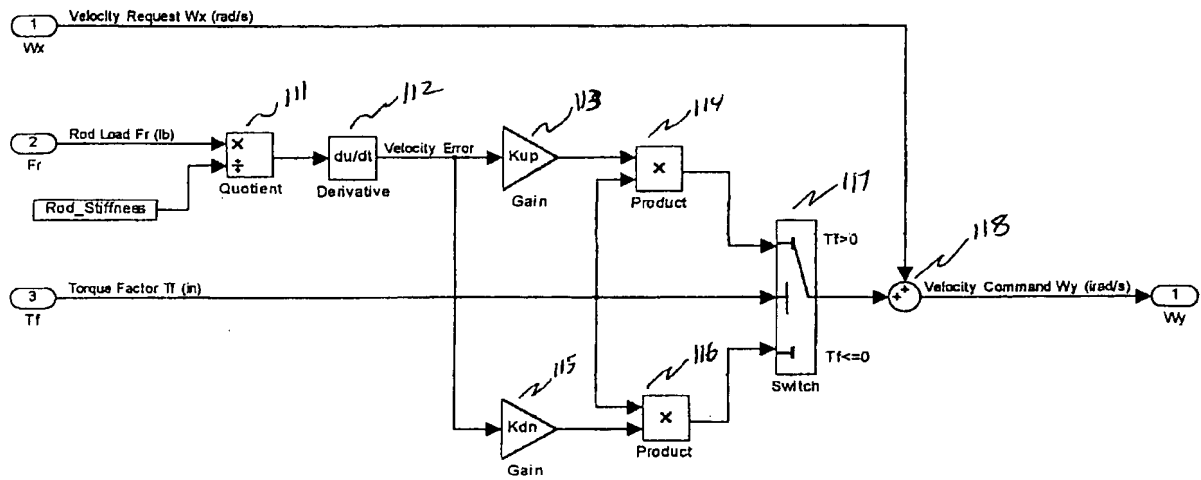 Velocity Request Wx (rad/s)
1
Wx
111
112
113
114
Rod Load Fr (lb)
2
Fr
×
÷
Quotient
du/dt
Derivative
Velocity Error
Kup
Gain
×
Product
Rod_Stiffness
117
Tf>0
118
Torque Factor Tf (in)
3
Tf
+
+
Velocity Command Wy (irad/s)
1
Wy
Tf<=0
Switch
115
116
Kdn
Gain
×
Product